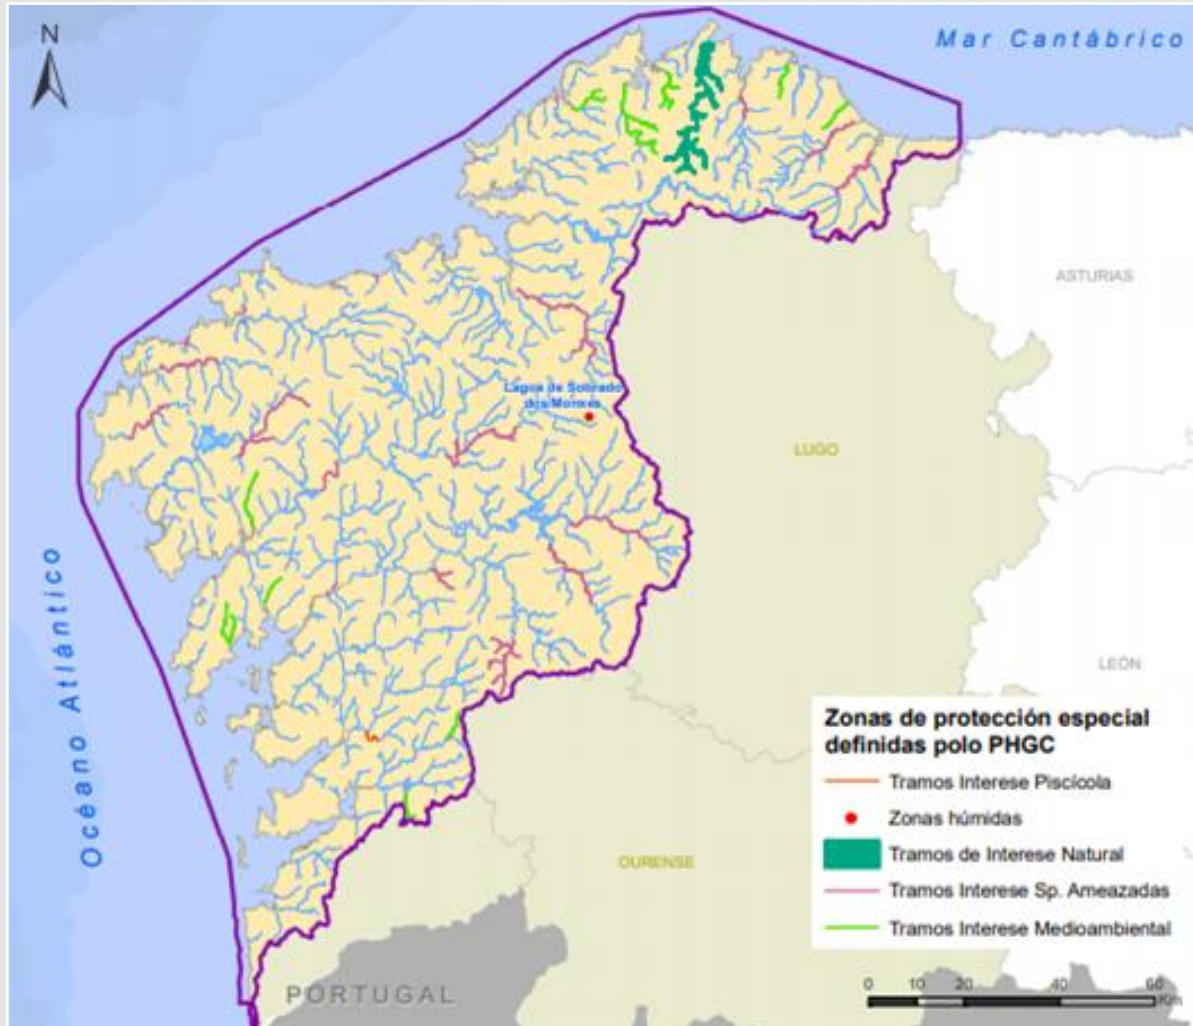 N
Mar Cantábrico
ASTURIAS
Lagoa de Sobrado
dos Monxes
LUGO
Océano Atlántico
LEÓN
Zonas de protección especial
definidas polo PHGC
Tramos Interese Piscícola
Zonas húmidas
Tramos de Interese Natural
Tramos Interese Sp. Ameazadas
Tramos Interese Medioambiental
OURENSE
0 10 20 40 60
Km
PORTUGAL